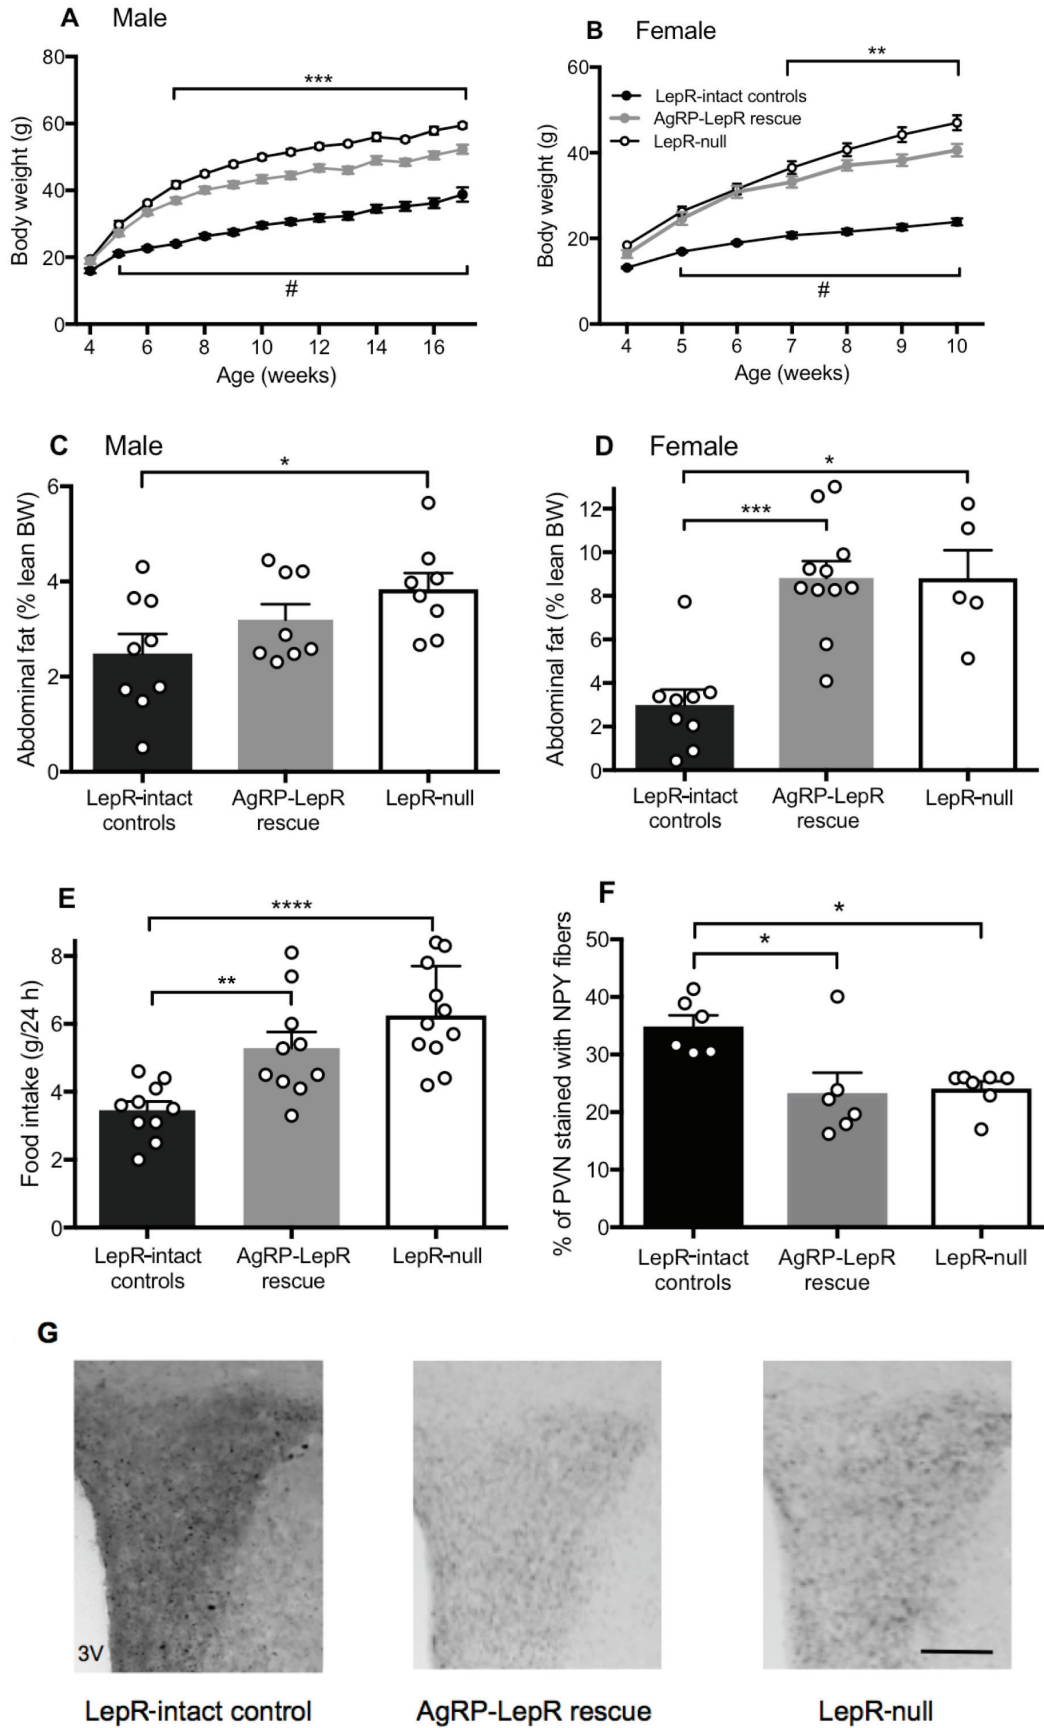 A Male
80
60
40
20
0
Body weight (g)
***
#
4 6 8 10 12 14 16
Age (weeks)
B Female
60
40
20
0
Body weight (g)
**
LepR-intact controls
AgRP-LepR rescue
LepR-null
#
4 5 6 7 8 9 10
Age (weeks)
C Male
6
4
2
0
Abdominal fat (% lean BW)
*
LepR-intact
controls
AgRP-LepR
rescue
LepR-null
D Female
12
10
8
6
4
2
0
Abdominal fat (% lean BW)
*
***
LepR-intact
controls
AgRP-LepR
rescue
LepR-null
E
8
6
4
2
0
Food intake (g/24 h)
****
**
LepR-intact
controls
AgRP-LepR
rescue
LepR-null
F
50
40
30
20
10
0
% of PVN stained with NPY fibers
*
*
LepR-intact
controls
AgRP-LepR
rescue
LepR-null
G
3V
LepR-intact control
AgRP-LepR rescue
LepR-null